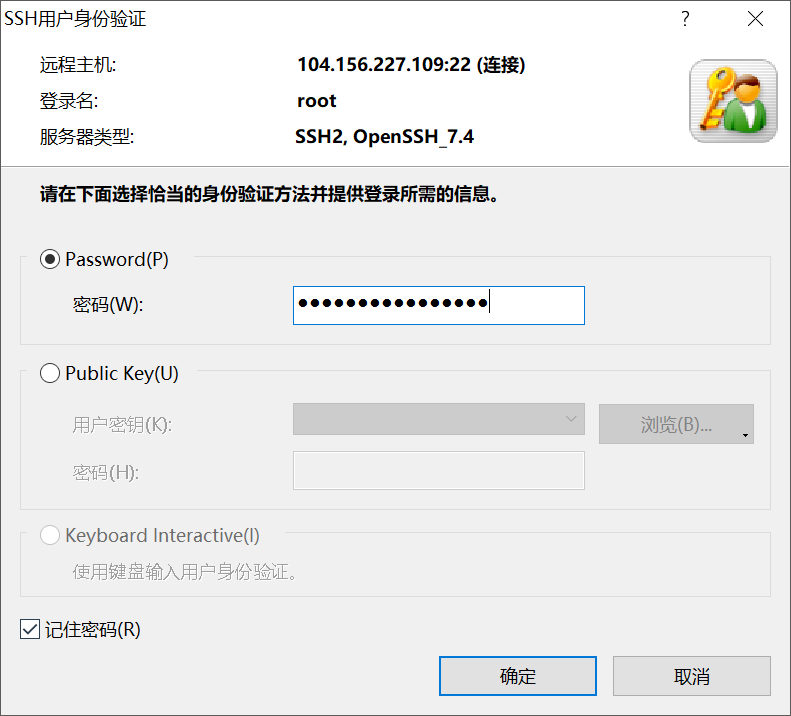 SSH用户身份验证
远程主机: 104.156.227.109:22 (连接)
登录名: root
服务器类型: SSH2, OpenSSH_7.4
请在下面选择恰当的身份验证方法并提供登录所需的信息。
Password(P)
密码(W): ●●●●●●●●●●●●●●●●
Public Key(U)
用户密钥(K): 浏览(B)...
密码(H):
Keyboard Interactive(I)
使用键盘输入用户身份验证。
记住密码(R)
确定 取消